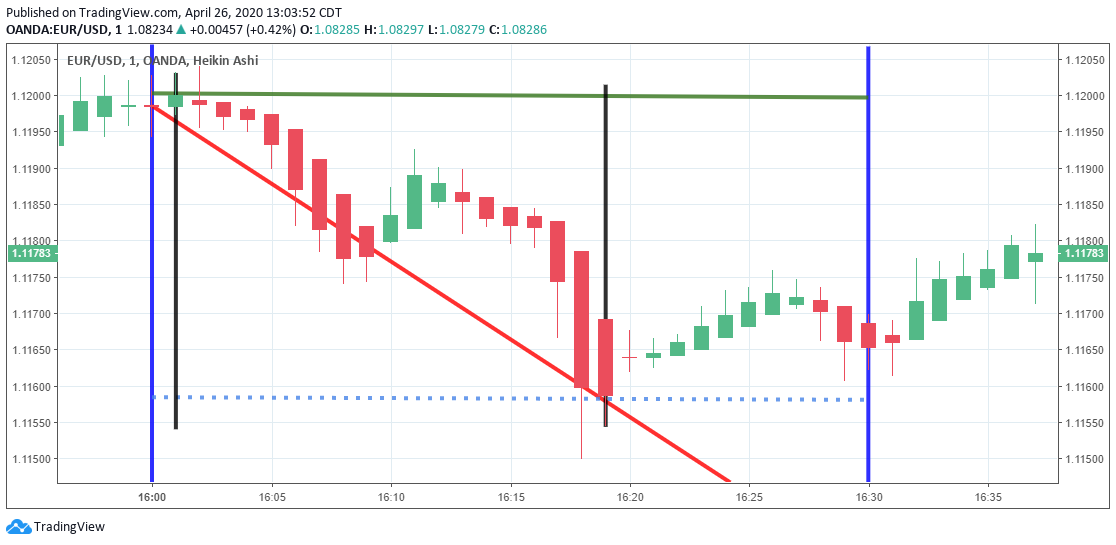 Published on TradingView.com, April 26, 2020 13:03:52 CDT
OANDA:EUR/USD, 1 1.08234 ▲ +0.00457 (+0.42%) O:1.08285 H:1.08297 L:1.08279 C:1.08286
EUR/USD, 1, OANDA, Heikin Ashi
1.12050 1.12050
1.12000 1.12000
1.11950 1.11950
1.11900 1.11900
1.11850 1.11850
1.11800 1.11800
1.11783 1.11783
1.11750 1.11750
1.11700 1.11700
1.11650 1.11650
1.11600 1.11600
1.11550 1.11550
1.11500 1.11500
16:00 16:05 16:10 16:15 16:20 16:25 16:30 16:35
TradingView